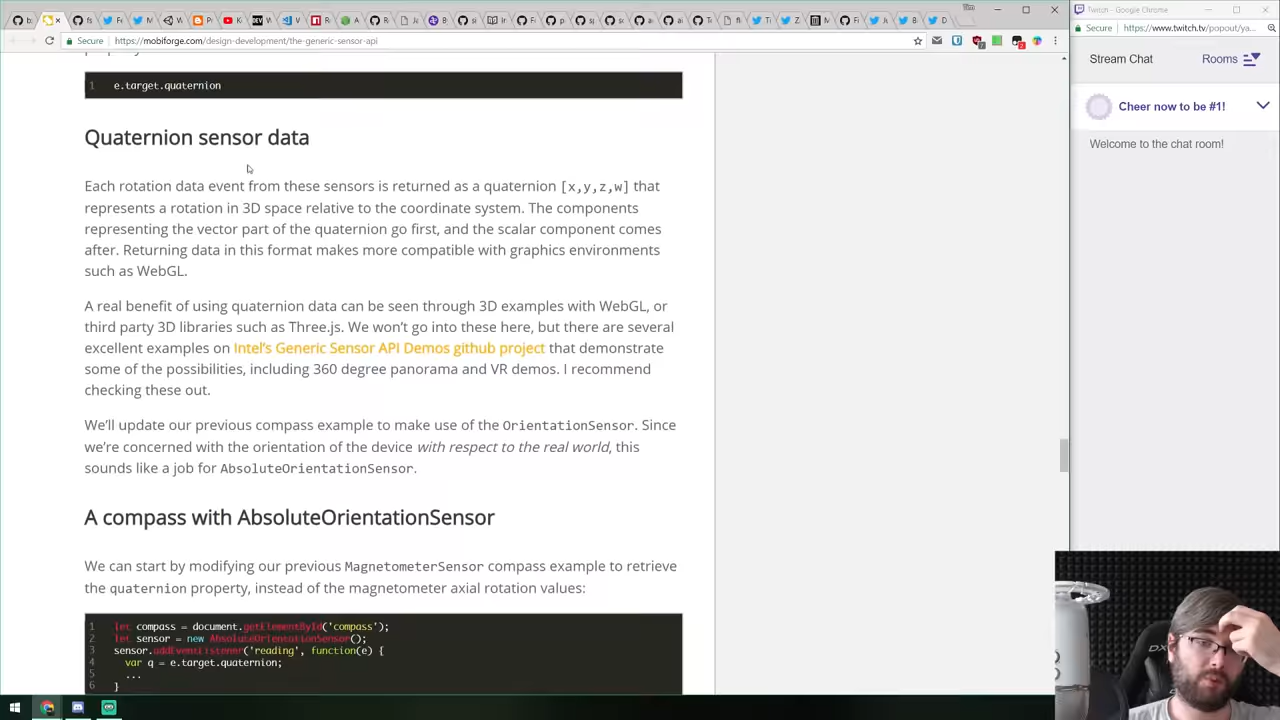 Twitch - Google Chrome
Secure
https://mobiforge.com/design-development/the-generic-sensor-api
Secure
https://www.twitch.tv/popout/ya...
Stream Chat
Rooms
Cheer now to be #1!
Welcome to the chat room!
1 e.target.quaternion
Quaternion sensor data
Each rotation data event from these sensors is returned as a quaternion [x,y,z,w] that
represents a rotation in 3D space relative to the coordinate system. The components
representing the vector part of the quaternion go first, and the scalar component comes
after. Returning data in this format makes more compatible with graphics environments
such as WebGL.
A real benefit of using quaternion data can be seen through 3D examples with WebGL, or
third party 3D libraries such as Three.js. We won't go into these here, but there are several
excellent examples on Intel's Generic Sensor API Demos github project that demonstrate
some of the possibilities, including 360 degree panorama and VR demos. I recommend
checking these out.
We'll update our previous compass example to make use of the OrientationSensor. Since
we're concerned with the orientation of the device with respect to the real world, this
sounds like a job for AbsoluteOrientationSensor.
A compass with AbsoluteOrientationSensor
We can start by modifying our previous MagnetometerSensor compass example to retrieve
the quaternion property, instead of the magnetometer axial rotation values:
1 let compass = document.getElementById('compass');
2 let sensor = new AbsoluteOrientationSensor();
3 sensor.addEventListener('reading', function(e) {
4 var q = e.target.quaternion;
5 ...
6 }